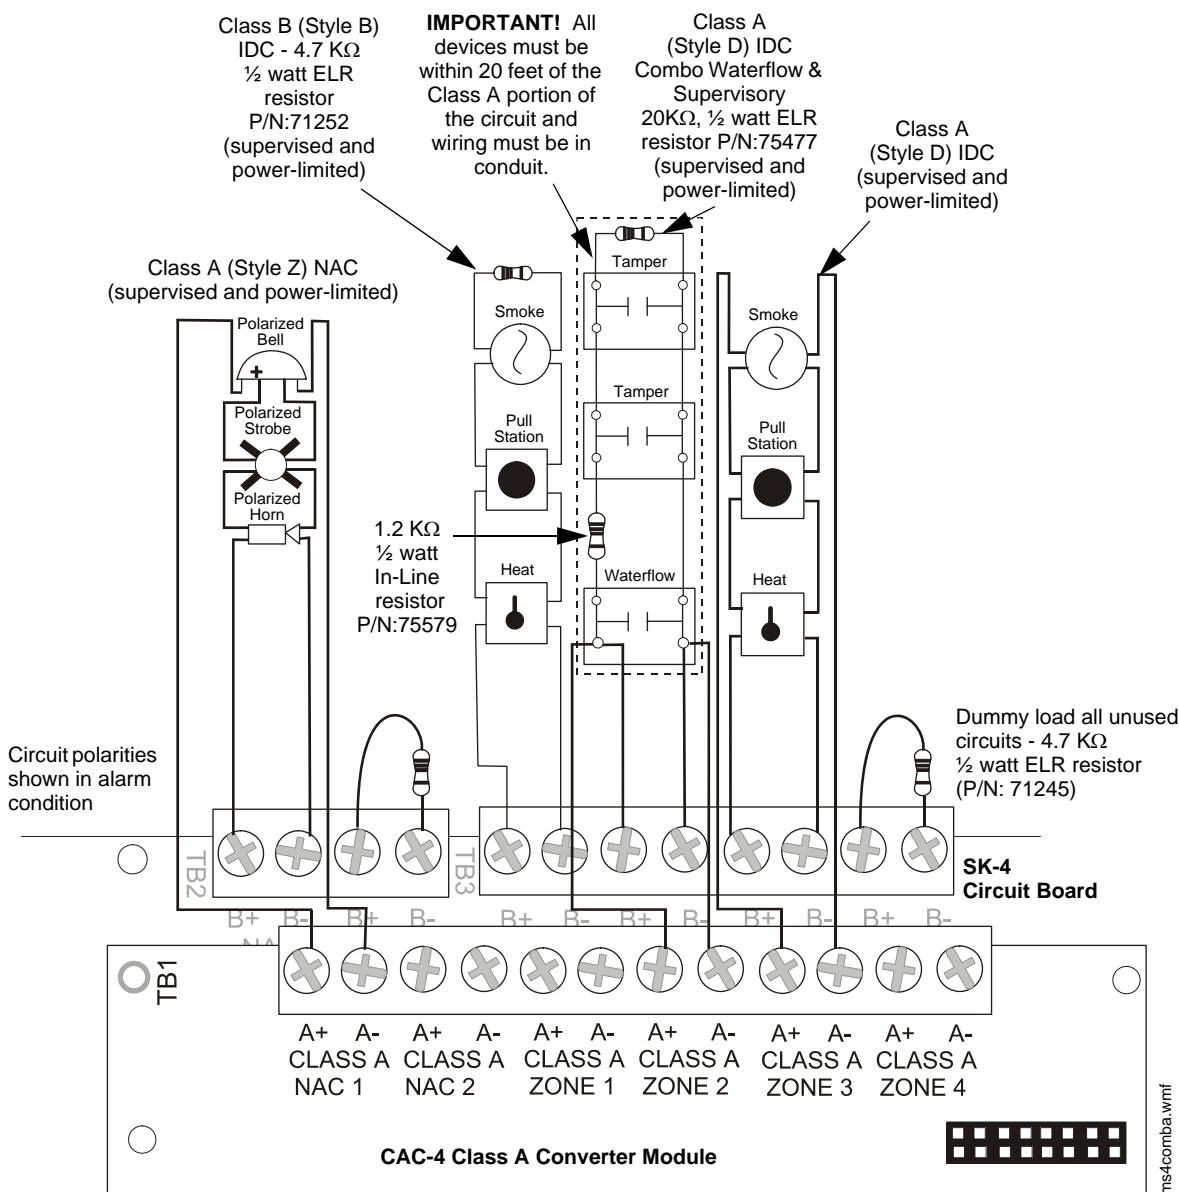 Class B (Style B)
IDC - 4.7 KΩ
½ watt ELR
resistor
P/N:71252
(supervised and
power-limited)
IMPORTANT! All
devices must be
within 20 feet of the
Class A portion of
the circuit and
wiring must be in
conduit.
Class A
(Style D) IDC
Combo Waterflow &
Supervisory
20KΩ, ½ watt ELR
resistor P/N:75477
(supervised and
power-limited)
Class A
(Style D) IDC
(supervised and
power-limited)
Class A (Style Z) NAC
(supervised and power-limited)
Polarized
Bell
+
Polarized
Strobe
Polarized
Horn
Smoke
Pull
Station
Heat
Tamper
Tamper
Waterflow
Smoke
Pull
Station
Heat
1.2 KΩ
½ watt
In-Line
resistor
P/N:75579
Circuit polarities
shown in alarm
condition
Dummy load all unused
circuits - 4.7 KΩ
½ watt ELR resistor
(P/N: 71245)
TB2
TB3
SK-4
Circuit Board
B+ B- B+ B- B+ B- B+ B- B+ B- B+ B-
TB1
A+ A- A+ A- A+ A- A+ A- A+ A- A+ A-
CLASS A CLASS A CLASS A CLASS A CLASS A CLASS A
NAC 1 NAC 2 ZONE 1 ZONE 2 ZONE 3 ZONE 4
CAC-4 Class A Converter Module
ms4comba.wmf